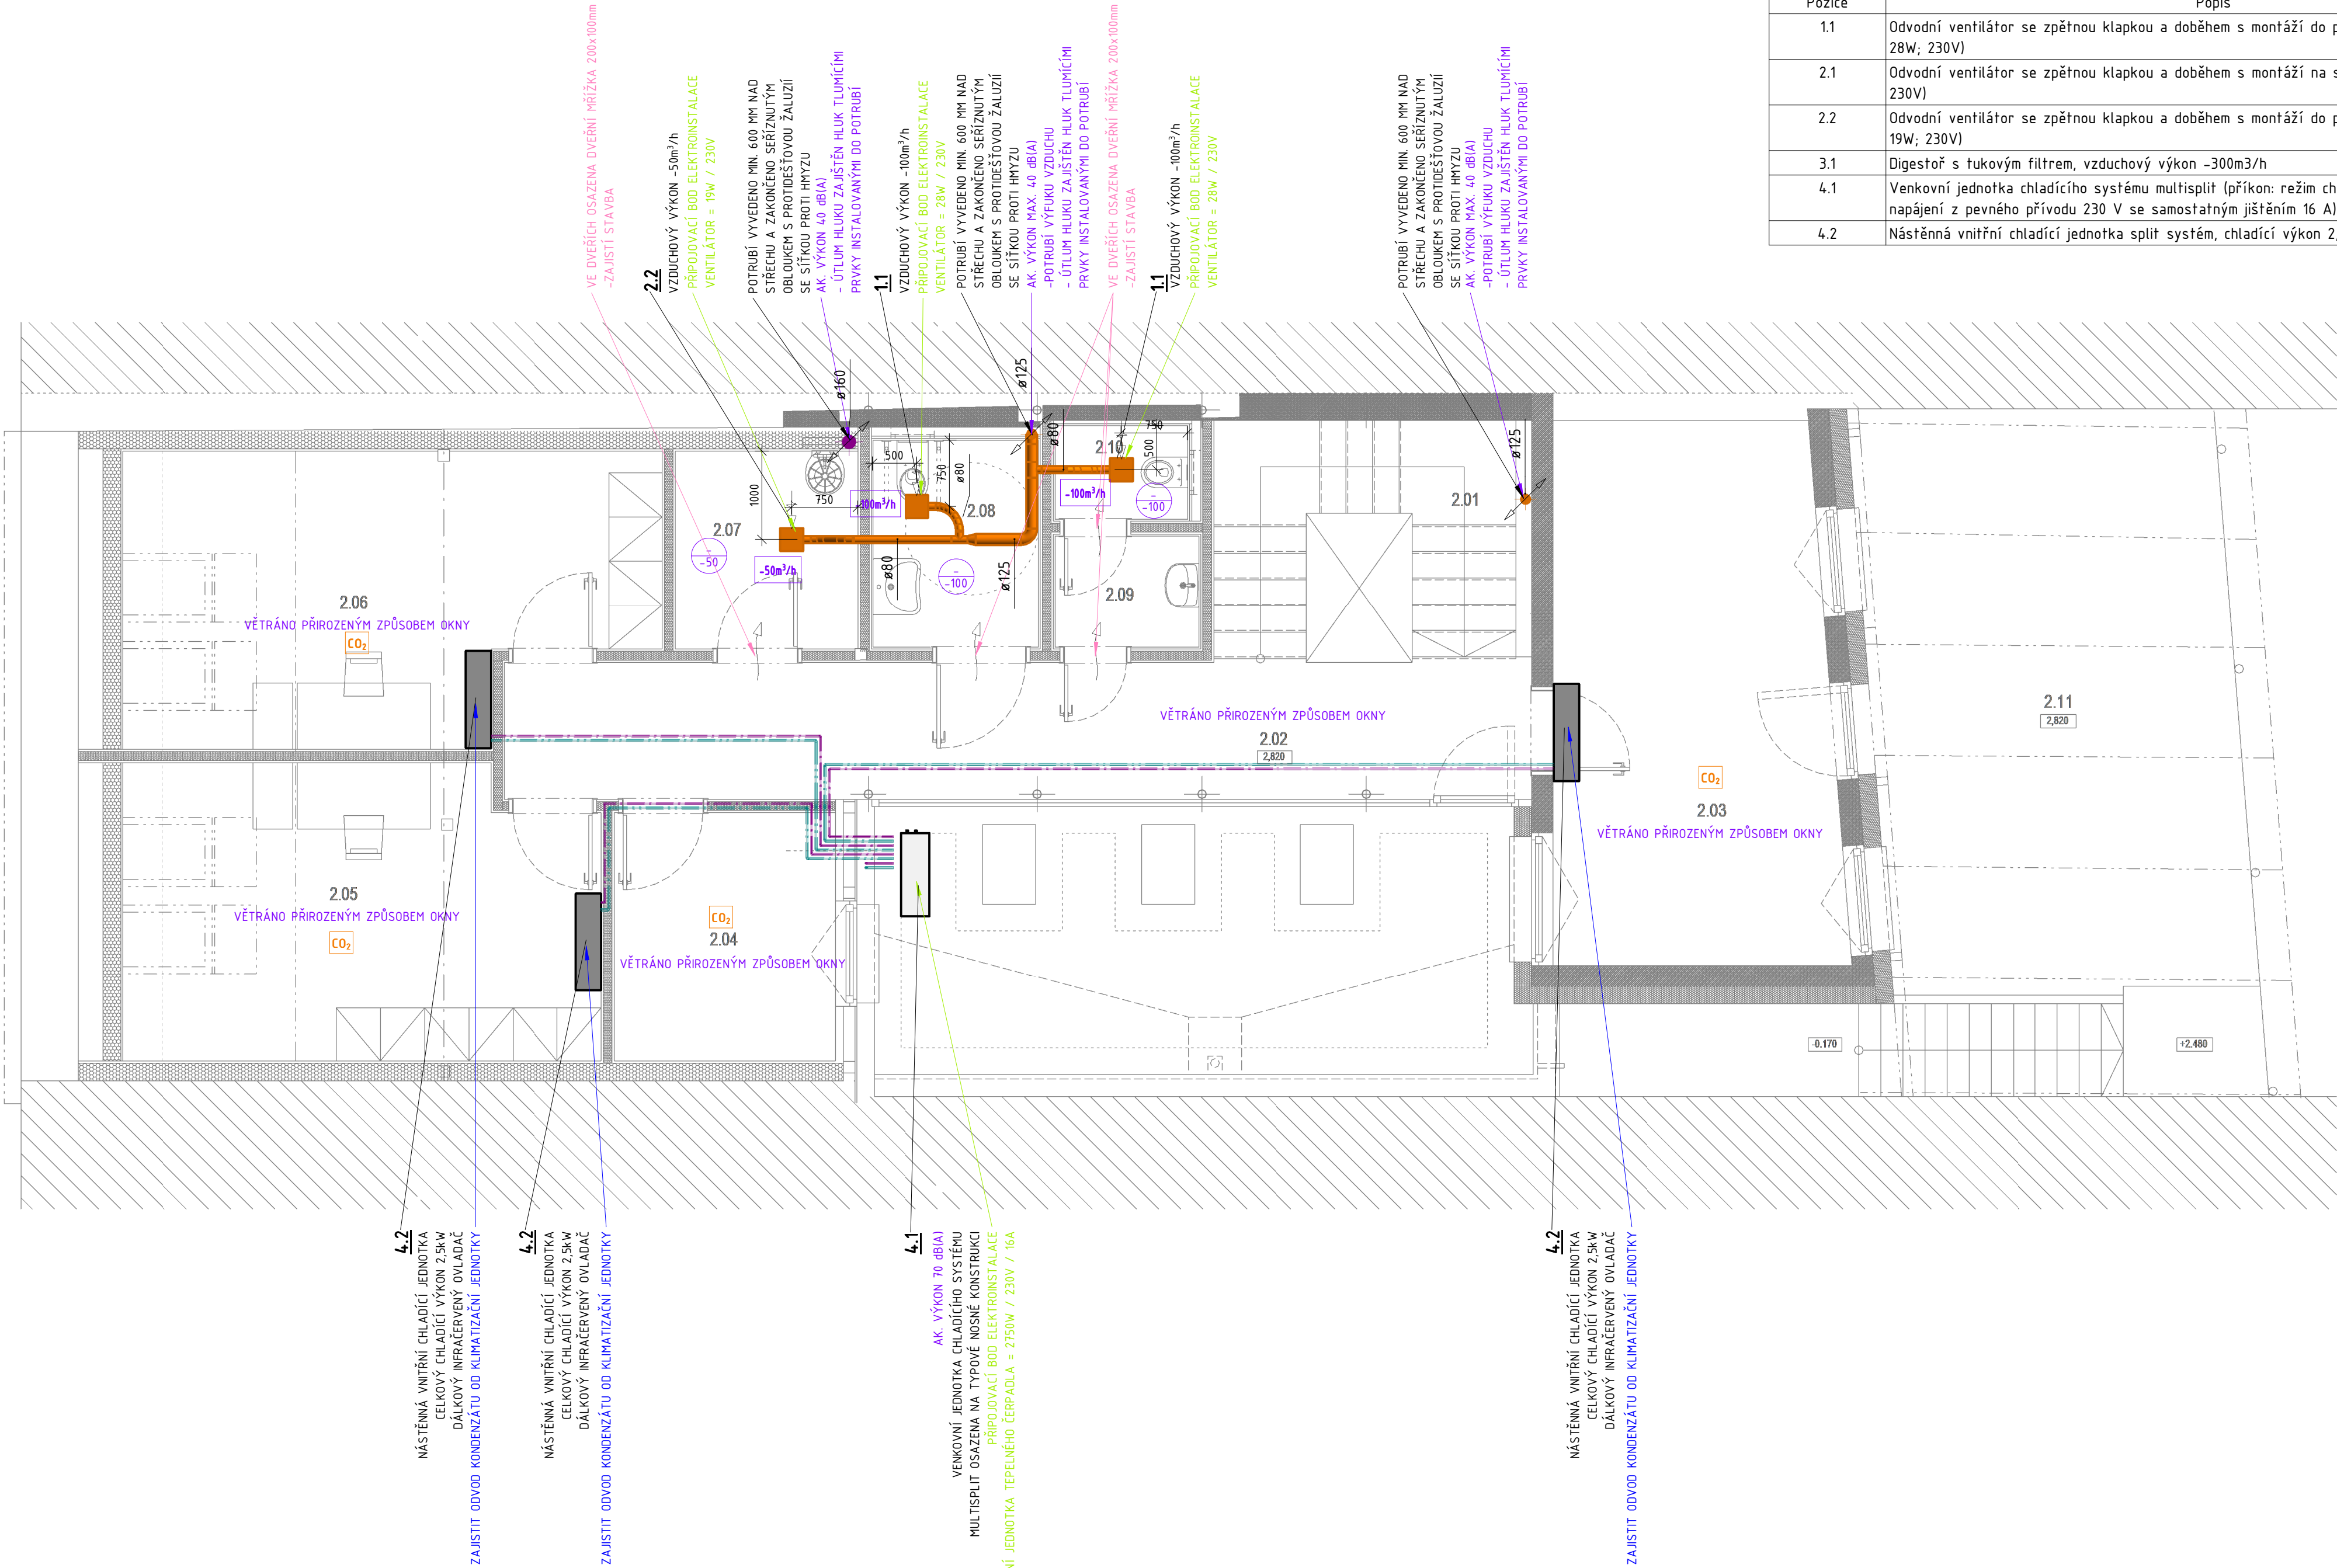 Pozice Popis
1.1 Odvodní ventilátor se zpětnou klapkou a doběhem s montáží do
28W; 230V)
2.1 Odvodní ventilátor se zpětnou klapkou a doběhem s montáží na
230V)
2.2 Odvodní ventilátor se zpětnou klapkou a doběhem s montáží do
19W; 230V)
3.1 Digestoř s tukovým filtrem, vzduchový výkon -300m3/h
4.1 Venkovní jednotka chladícího systému multisplit (příkon: režim
napájení z pevného přívodu 230 V se samostatným jištěním 16 A)
4.2 Nástěnná vnitřní chladící jednotka split systém, chladící výkon 2,
VE DVEŘÍCH OSAZENA DVEŘNÍ MŘÍŽKA 200x100mm
-ZAJISTÍ STAVBA
2.2
VZDUCHOVÝ VÝKON -50m³/h
PŘIPOJOVACÍ BOD ELEKTROINSTALACE
VENTILÁTOR = 19W / 230V
POTRUBÍ VYVEDENO MIN. 600 MM NAD
STŘECHU A ZAKONČENO SEŘÍZNUTÝM
OBLOUKEM S PROTIDEŠŤOVOU ŽALUZIÍ
SE SÍŤKOU PROTI HMYZU
AK. VÝKON 40 dB(A)
- ÚTLUM HLUKU ZAJIŠTĚN HLUK TLUMÍCÍMI
PRVKY INSTALOVANÝMI DO POTRUBÍ
1.1
VZDUCHOVÝ VÝKON -100m³/h
PŘIPOJOVACÍ BOD ELEKTROINSTALACE
VENTILÁTOR = 28W / 230V
POTRUBÍ VYVEDENO MIN. 600 MM NAD
STŘECHU A ZAKONČENO SEŘÍZNUTÝM
OBLOUKEM S PROTIDEŠŤOVOU ŽALUZIÍ
SE SÍŤKOU PROTI HMYZU
AK. VÝKON MAX. 40 dB(A)
-POTRUBÍ VÝFUKU VZDUCHU
- ÚTLUM HLUKU ZAJIŠTĚN HLUK TLUMÍCÍMI
PRVKY INSTALOVANÝMI DO POTRUBÍ
VE DVEŘÍCH OSAZENA DVEŘNÍ MŘÍŽKA 200x100mm
-ZAJISTÍ STAVBA
1.1
VZDUCHOVÝ VÝKON -100m³/h
PŘIPOJOVACÍ BOD ELEKTROINSTALACE
VENTILÁTOR = 28W / 230V
POTRUBÍ VYVEDENO MIN. 600 MM NAD
STŘECHU A ZAKONČENO SEŘÍZNUTÝM
OBLOUKEM S PROTIDEŠŤOVOU ŽALUZIÍ
SE SÍŤKOU PROTI HMYZU
AK. VÝKON MAX. 40 dB(A)
-POTRUBÍ VÝFUKU VZDUCHU
- ÚTLUM HLUKU ZAJIŠTĚN HLUK TLUMÍCÍMI
PRVKY INSTALOVANÝMI DO POTRUBÍ
ø160
ø125
ø80
750
500
2.10
ø125
500
750
ø80
1000
750
-100m³/h
-100m³/h
-
-100
2.01
2.08
2.07
-
-50
-50m³/h
ø80
-
-100
ø125
2.09
2.06
VĚTRÁNO PŘIROZENÝM ZPŮSOBEM OKNY
CO₂
VĚTRÁNO PŘIROZENÝM ZPŮSOBEM OKNY
2.02
2,820
2.11
2,820
CO₂
2.03
VĚTRÁNO PŘIROZENÝM ZPŮSOBEM OKNY
2.05
VĚTRÁNO PŘIROZENÝM ZPŮSOBEM OKNY
CO₂
CO₂
2.04
VĚTRÁNO PŘIROZENÝM ZPŮSOBEM OKNY
-0.170
+2.480
4.2
NÁSTĚNNÁ VNITŘNÍ CHLADÍCÍ JEDNOTKA
CELKOVÝ CHLADÍCÍ VÝKON 2,5kW
DÁLKOVÝ INFRAČERVENÝ OVLADAČ
ZAJISTIT ODVOD KONDENZÁTU OD KLIMATIZAČNÍ JEDNOTKY
4.2
NÁSTĚNNÁ VNITŘNÍ CHLADÍCÍ JEDNOTKA
CELKOVÝ CHLADÍCÍ VÝKON 2,5kW
DÁLKOVÝ INFRAČERVENÝ OVLADAČ
ZAJISTIT ODVOD KONDENZÁTU OD KLIMATIZAČNÍ JEDNOTKY
4.1
AK. VÝKON 70 dB(A)
VENKOVNÍ JEDNOTKA CHLADÍCÍHO SYSTÉMU
MULTISPLIT OSAZENA NA TYPOVÉ NOSNÉ KONSTRUKCI
PŘIPOJOVACÍ BOD ELEKTROINSTALACE
JEDNOTKA TEPELNÉHO ČERPADLA = 2750W / 230V / 16A
4.2
NÁSTĚNNÁ VNITŘNÍ CHLADÍCÍ JEDNOTKA
CELKOVÝ CHLADÍCÍ VÝKON 2,5kW
DÁLKOVÝ INFRAČERVENÝ OVLADAČ
ZAJISTIT ODVOD KONDENZÁTU OD KLIMATIZAČNÍ JEDNOTKY